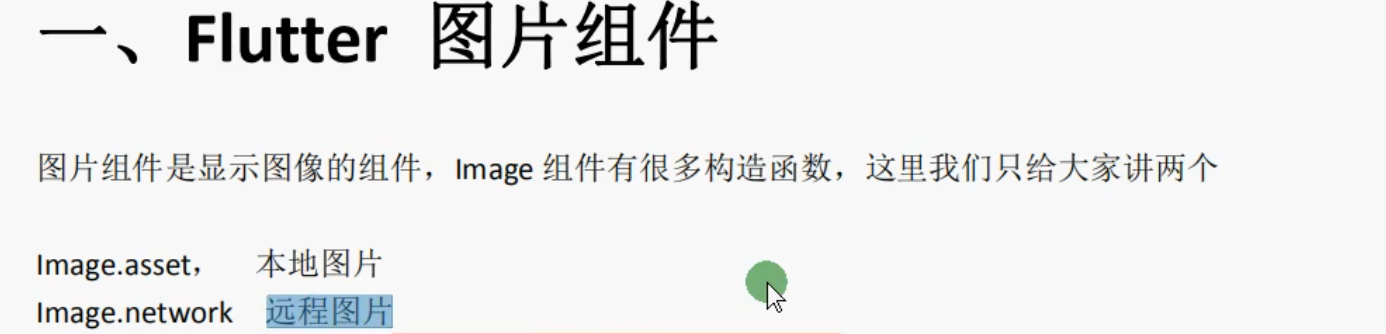 一、Flutter 图片组件
图片组件是显示图像的组件，Image 组件有很多构造函数，这里我们只给大家讲两个
Image.asset， 本地图片
Image.network 远程图片